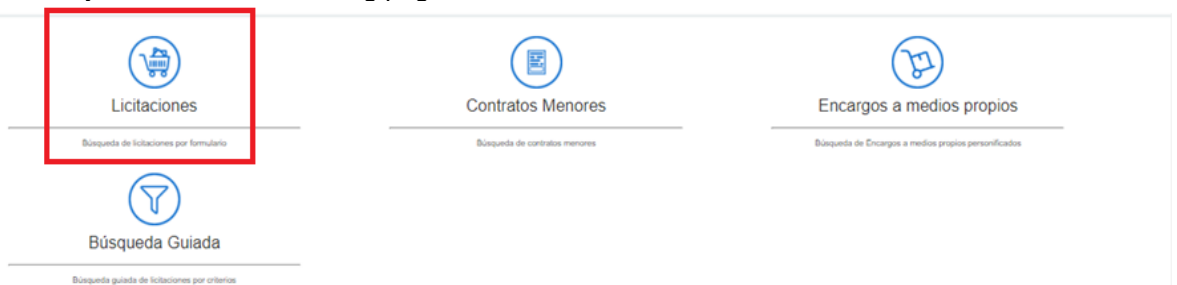 Licitaciones
Búsqueda de licitaciones por formulario
Contratos Menores
Búsqueda de contratos menores
Encargos a medios propios
Búsqueda de Encargos a medios propios personificados
Búsqueda Guiada
Búsqueda guiada de licitaciones por criterios